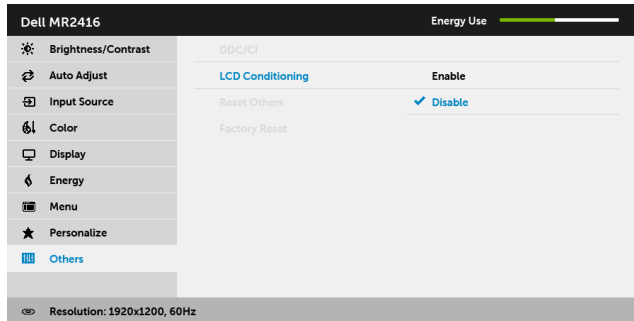 Dell MR2416 Energy Use
Brightness/Contrast DDC/CI
Auto Adjust LCD Conditioning Enable
Input Source Reset Others Disable
Color Factory Reset
Display
Energy
Menu
Personalize
Others
Resolution: 1920x1200, 60Hz